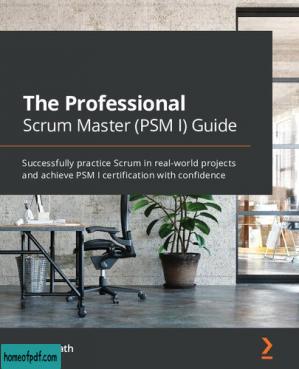 The Professional
Scrum Master (PSM I) Guide
Successfully practice Scrum in real-world projects
and achieve PSM I certification with confidence
homeofpdf.com